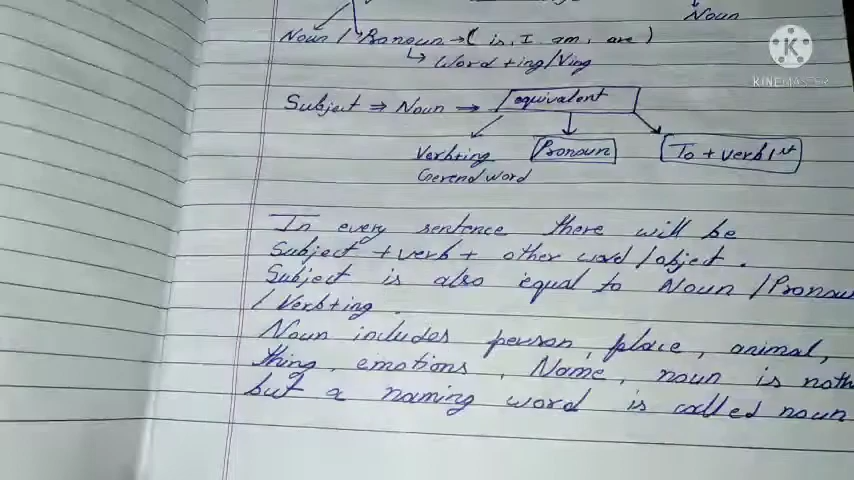 Noun
Noun / Pronoun → ( is, I am, are )
↳ Word + ing / Ving
K
KINEMASTER
Subject ⇒ Noun → equivalent
Verb+ing Pronoun To + verb 1st
Gerend word
In every sentence there will be
Subject + verb + other word / object .
Subject is also equal to Noun / Pronoun
/ Verb+ing .
Noun includes person, place, animal,
thing, emotions, Name, noun is noth
but a naming word is called noun